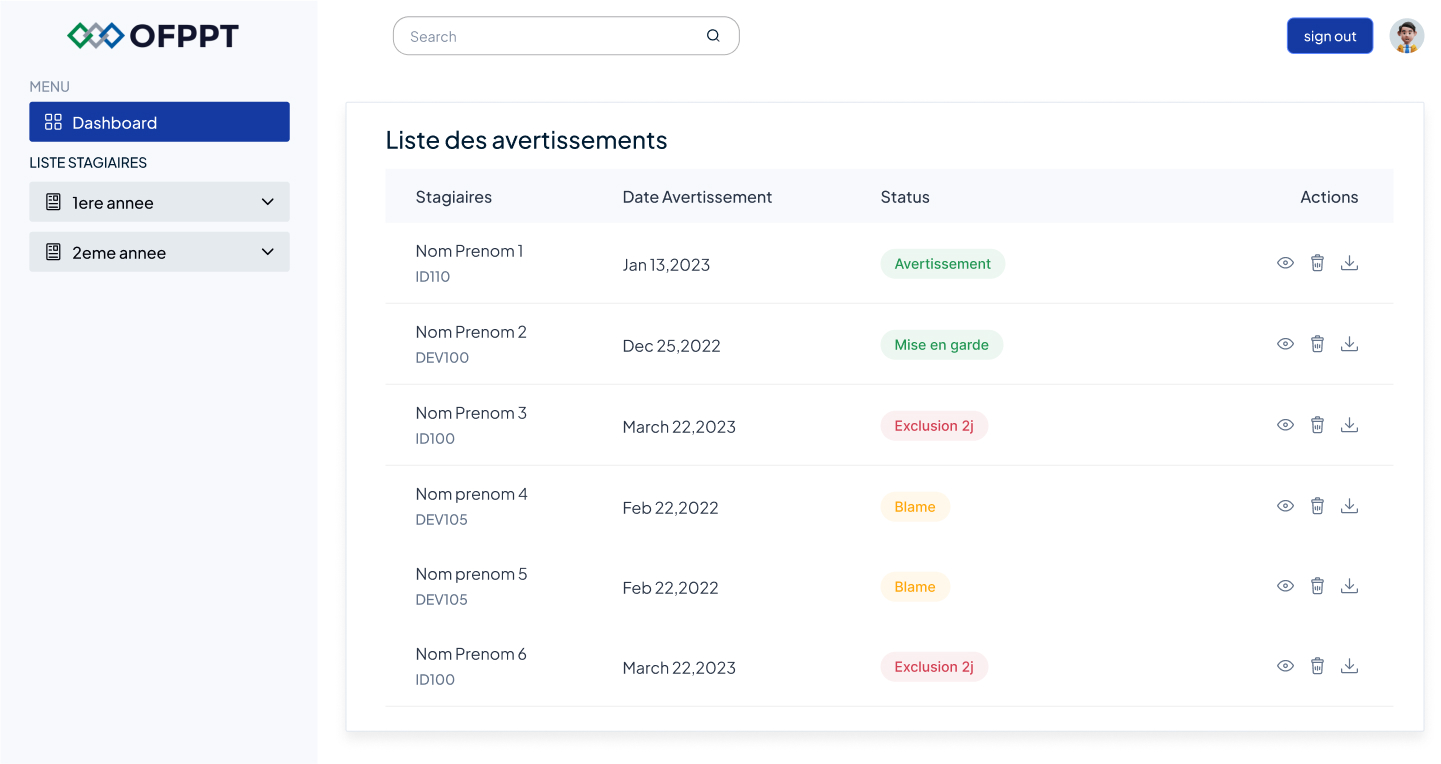 OFPPT
Search
sign out
MENU
Dashboard
LISTE STAGIAIRES
1ere annee
2eme annee
Liste des avertissements
Stagiaires Date Avertissement Status Actions
Nom Prenom 1
ID110
Jan 13,2023
Avertissement
Nom Prenom 2
DEV100
Dec 25,2022
Mise en garde
Nom Prenom 3
ID100
March 22,2023
Exclusion 2j
Nom prenom 4
DEV105
Feb 22,2022
Blame
Nom prenom 5
DEV105
Feb 22,2022
Blame
Nom Prenom 6
ID100
March 22,2023
Exclusion 2j